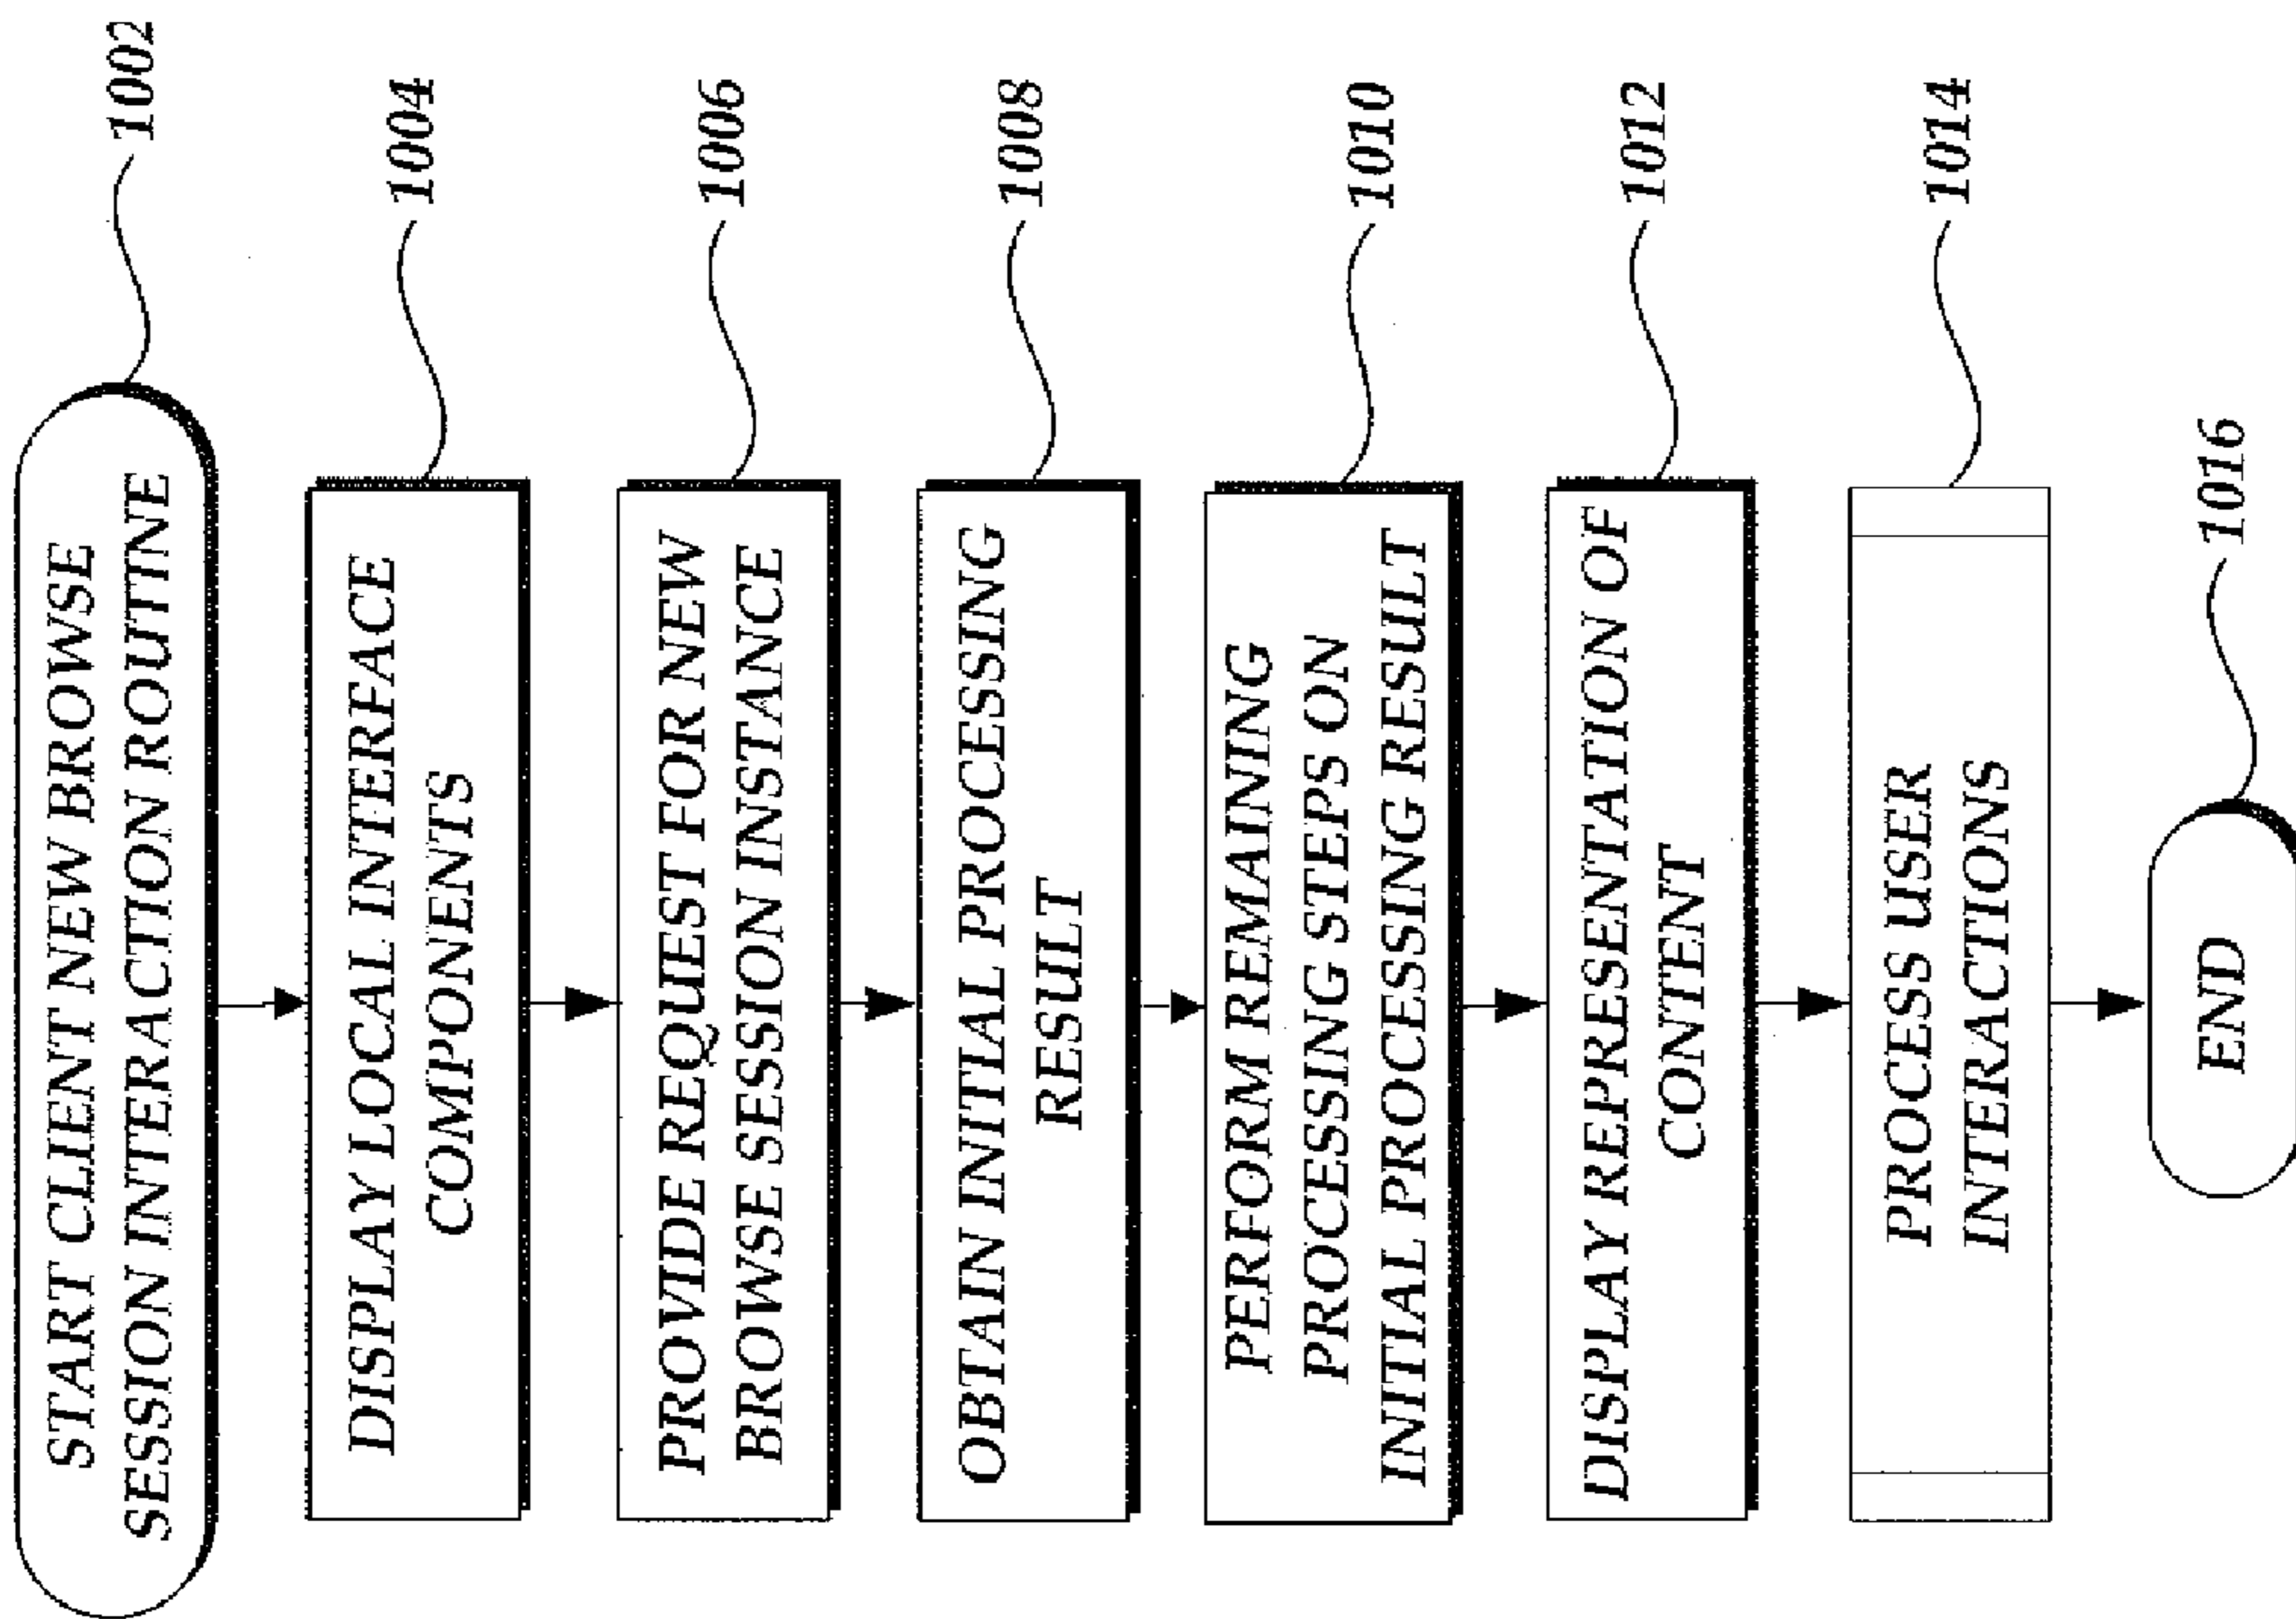 START CLIENT NEW BROWSE
SESSION INTERACTION ROUTINE
1002
DISPLAY LOCAL INTERFACE
COMPONENTS
1004
PROVIDE REQUEST FOR NEW
BROWSE SESSION INSTANCE
1006
OBTAIN INITIAL PROCESSING
RESULT
1008
PERFORM REMAINING
PROCESSING STEPS ON
INITIAL PROCESSING RESULT
1010
DISPLAY REPRESENTATION OF
CONTENT
1012
PROCESS USER
INTERACTIONS
1014
END
1016